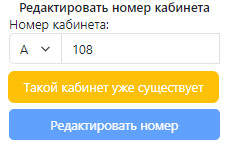 Редактировать номер кабинета
Номер кабинета:
А 108
Такой кабинет уже существует
Редактировать номер